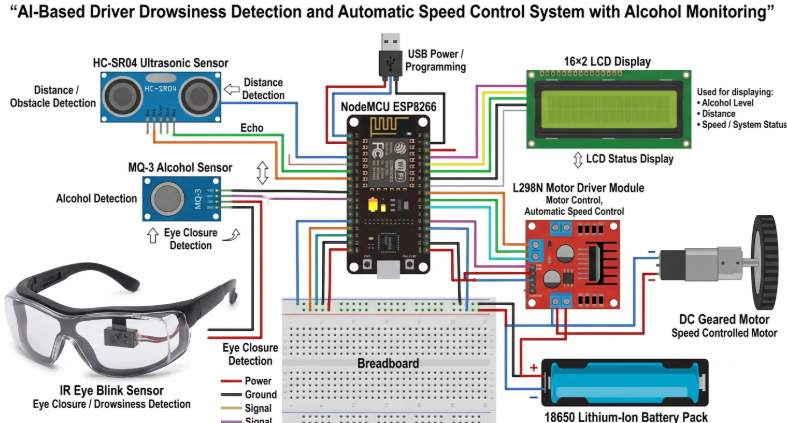 “AI-Based Driver Drowsiness Detection and Automatic Speed Control System with Alcohol Monitoring”
HC-SR04 Ultrasonic Sensor
HC-SR04
Distance /
Obstacle Detection
Distance
Detection
Echo
USB Power /
Programming
NodeMCU ESP8266
FC
Wi Fi
16×2 LCD Display
Used for displaying:
• Alcohol Level
• Distance
• Speed / System Status
LCD Status Display
MQ-3 Alcohol Sensor
MQ-3
Alcohol Detection
Eye Closure
Detection
L298N Motor Driver Module
Motor Control,
Automatic Speed Control
DC Geared Motor
Speed Controlled Motor
IR Eye Blink Sensor
Eye Closure / Drowsiness Detection
Eye Closure
Detection
Power
Ground
Signal
Signal
Breadboard
+
−
18650 Lithium-Ion Battery Pack